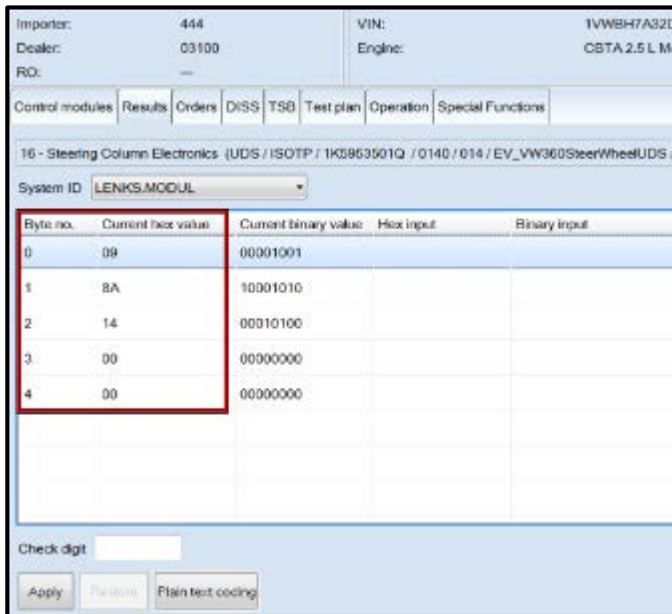 Importer: 444 VIN: 1VWBH7A32D
Dealer: 03100 Engine: CBTA 2.5 L M
RO: ---
Control modules Results Orders DISS TSB Test plan Operation Special Functions
16 - Steering Column Electronics (UDS / ISOTP / 1K5953501Q / 0140 / 014 / EV_VW360SteerWheelUDS /
System ID LENKS.MODUL
Byte no. Current hex value Current binary value Hex input Binary input
0 09 00001001
1 8A 10001010
2 14 00010100
3 00 00000000
4 00 00000000
Check digit
Apply Restore Plain text coding